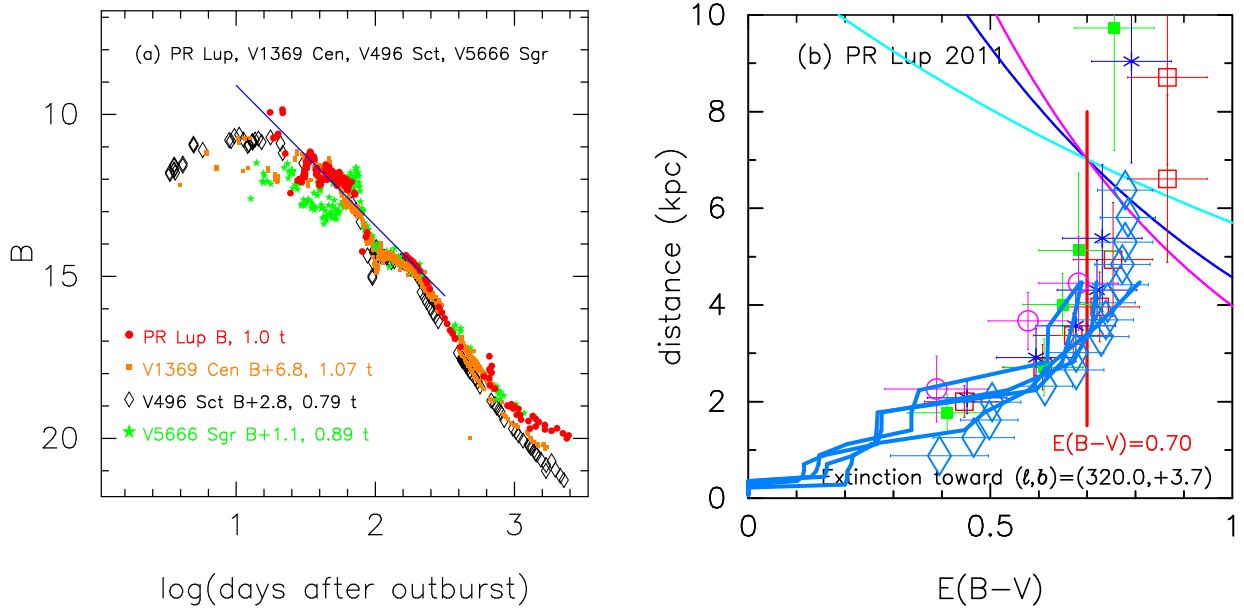 (a) PR Lup, V1369 Cen, V496 Sct, V5666 Sgr
10
15
20
B
PR Lup B, 1.0 t
V1369 Cen B+6.8, 1.07 t
V496 Sct B+2.8, 0.79 t
V5666 Sgr B+1.1, 0.89 t
1
2
3
log(days after outburst)
(b) PR Lup 2011
10
8
6
4
2
0
distance (kpc)
E(B−V)=0.70
Extinction toward (l,b)=(320.0,+3.7)
0
0.5
1
E(B−V)